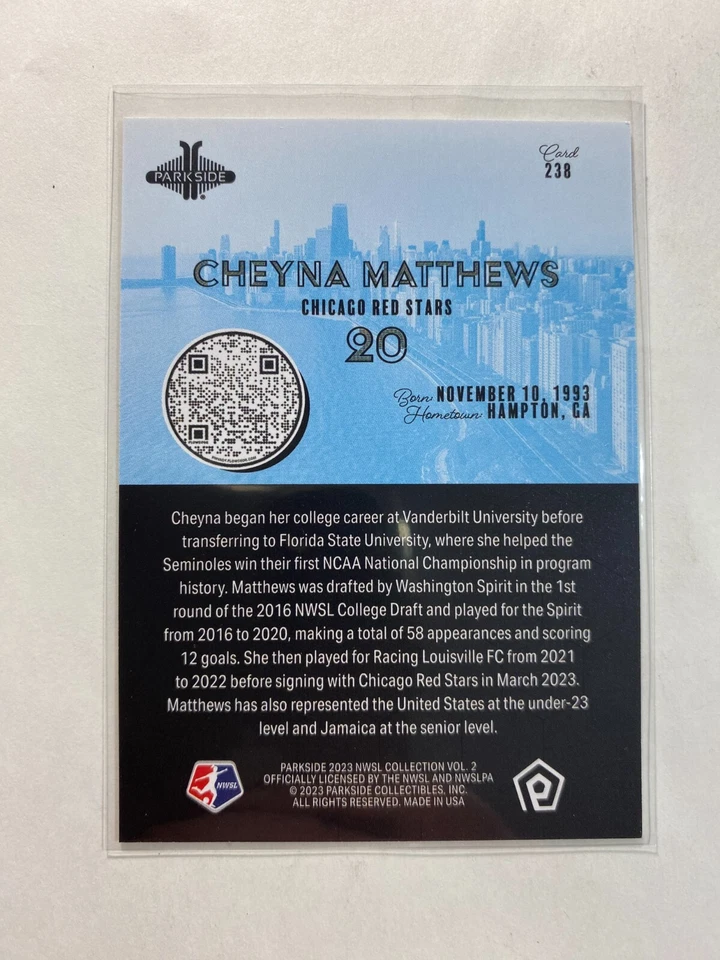 PARKSIDE
Card
238
CHEYNA MATTHEWS
CHICAGO RED STARS
20
Born: NOVEMBER 10, 1993
Hometown: HAMPTON, GA
Cheyna began her college career at Vanderbilt University before
transferring to Florida State University, where she helped the
Seminoles win their first NCAA National Championship in program
history. Matthews was drafted by Washington Spirit in the 1st
round of the 2016 NWSL College Draft and played for the Spirit
from 2016 to 2020, making a total of 58 appearances and scoring
12 goals. She then played for Racing Louisville FC from 2021
to 2022 before signing with Chicago Red Stars in March 2023.
Matthews has also represented the United States at the under-23
level and Jamaica at the senior level.
NWSL
PARKSIDE 2023 NWSL COLLECTION VOL. 2
OFFICIALLY LICENSED BY THE NWSL AND NWSLPA
© 2023 PARKSIDE COLLECTIBLES, INC.
ALL RIGHTS RESERVED. MADE IN USA